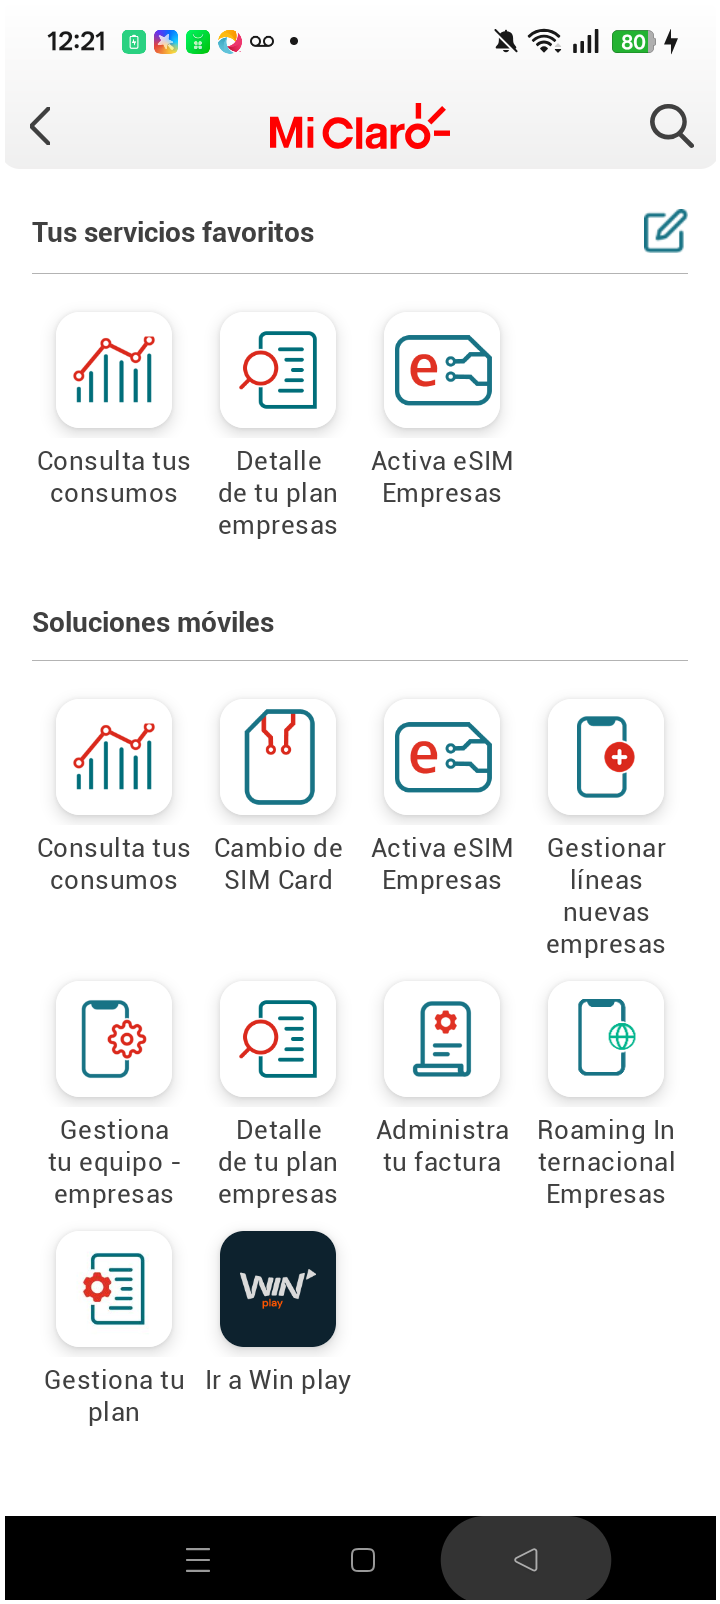 12:21
80
Mi Claro
Tus servicios favoritos
Consulta tus
consumos
Detalle
de tu plan
empresas
Activa eSIM
Empresas
Soluciones móviles
Consulta tus
consumos
Cambio de
SIM Card
Activa eSIM
Empresas
Gestionar
líneas
nuevas
empresas
Gestiona
tu equipo -
empresas
Detalle
de tu plan
empresas
Administra
tu factura
Roaming In
ternacional
Empresas
Gestiona tu
plan
WIN
play
Ir a Win play